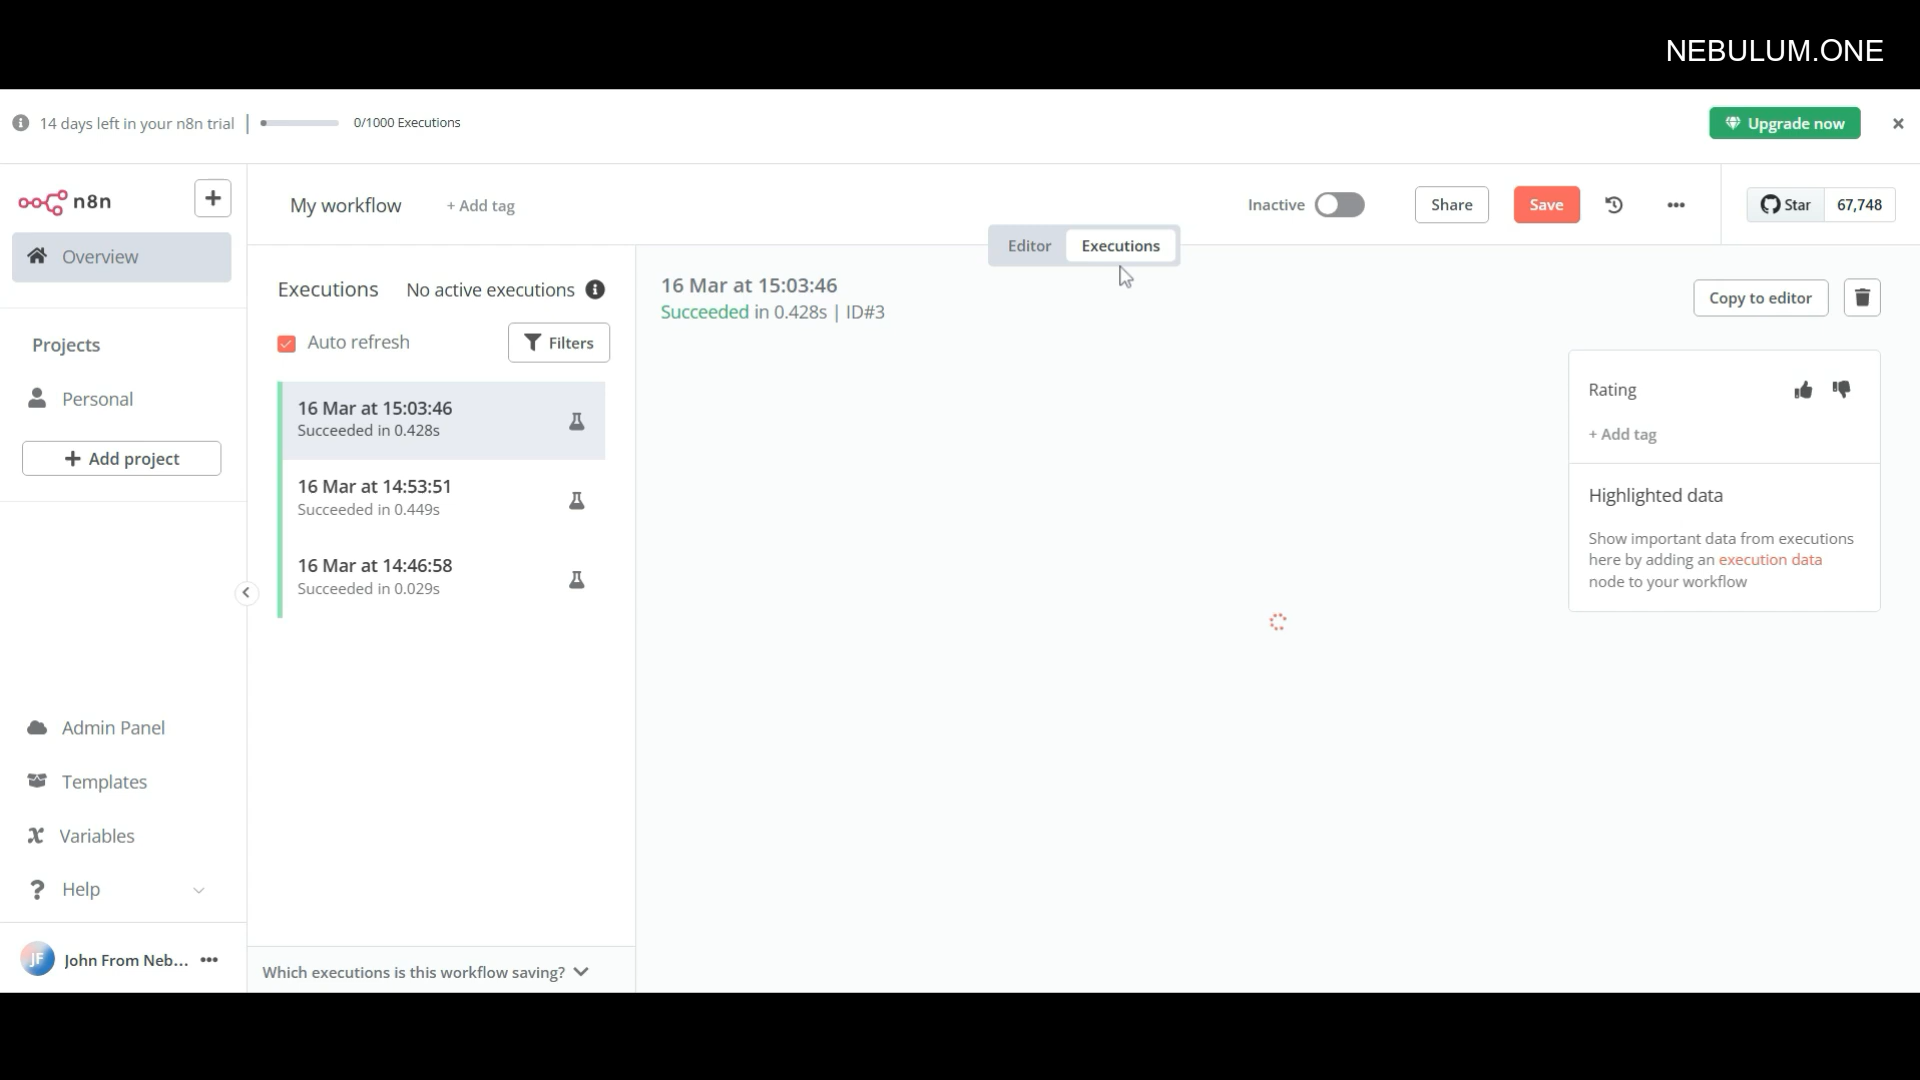 NEBULUM.ONE
14 days left in your n8n trial
0/1000 Executions
Upgrade now
n8n
My workflow
+ Add tag
Inactive
Share
Save
Star
67,748
Overview
Editor
Executions
Executions
No active executions
16 Mar at 15:03:46
Succeeded in 0.428s | ID#3
Copy to editor
Auto refresh
Filters
Projects
Personal
Add project
16 Mar at 15:03:46
Succeeded in 0.428s
16 Mar at 14:53:51
Succeeded in 0.449s
16 Mar at 14:46:58
Succeeded in 0.029s
Rating
+ Add tag
Highlighted data
Show important data from executions
here by adding an execution data
node to your workflow
Admin Panel
Templates
Variables
Help
JF
John From Neb...
Which executions is this workflow saving?